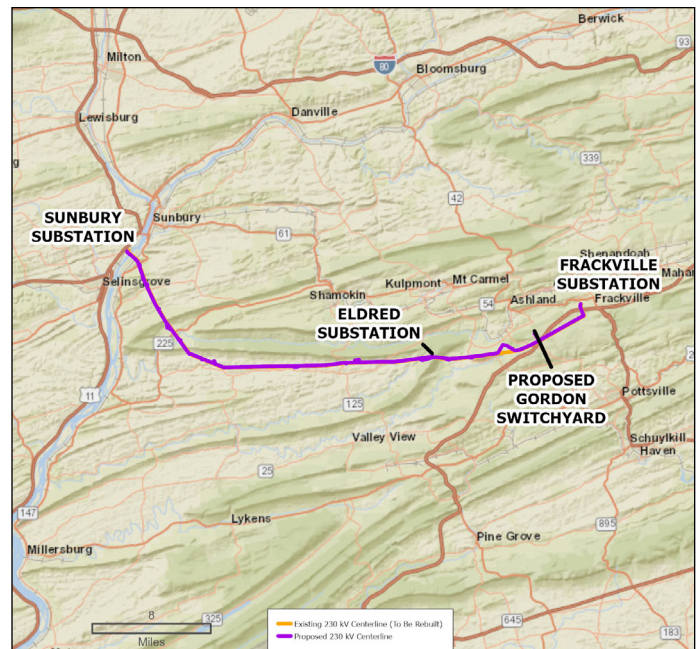 Berwick
93
Milton
80
Bloomsburg
Danville
Lewisburg
g
339
42
SUNBURY
SUBSTATION
Sunbury
61
Shenandoah
FRACKVILLE
SUBSTATION
Mahan
Selinsgrove
Kulpmont
Mt Carmel
Shamokin
54
Ashland
Frackville
ELDRED
SUBSTATION
225
11
PROPOSED
GORDON
SWITCHYARD
Pottsville
125
Valley View
Schuylkill
Haven
25
147
Lykens
895
Millersburg
Pine Grove
8
Miles
325
Existing 230 kV Centerline (To Be Rebuilt)
Proposed 230 kV Centerline
645
183